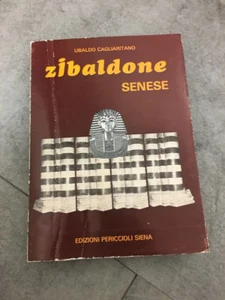 UBALDO CAGLIARITANO
zibaldone
SENESE
EDIZIONI PERICCIOLI SIENA